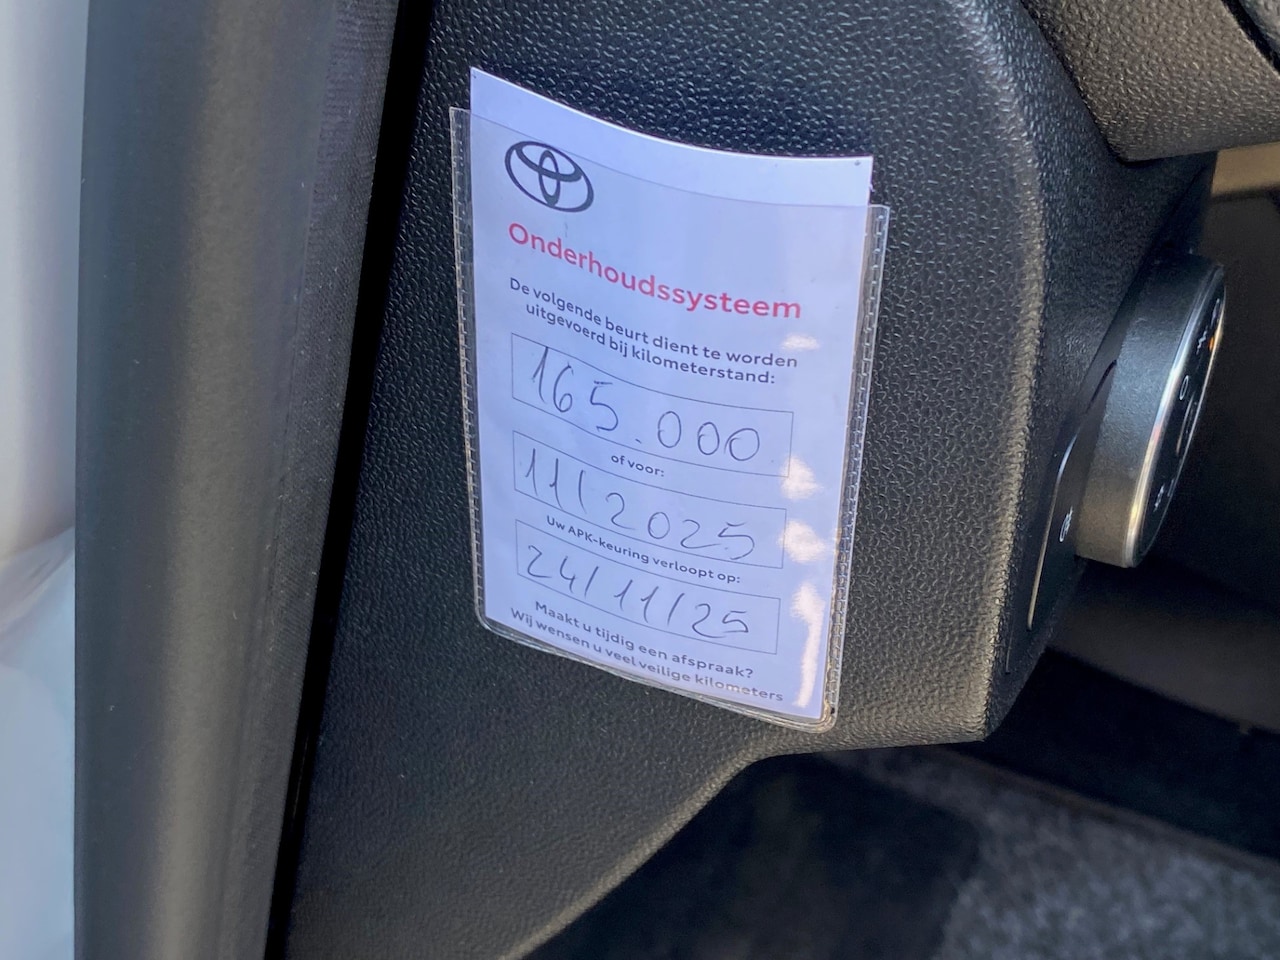 Onderhoudssysteem
De volgende beurt dient te worden
uitgevoerd bij kilometerstand:
165.000
of voor:
11/2025
Uw APK-keuring verloopt op:
24/11/25
Maakt u tijdig een afspraak?
Wij wensen u veel veilige kilometers